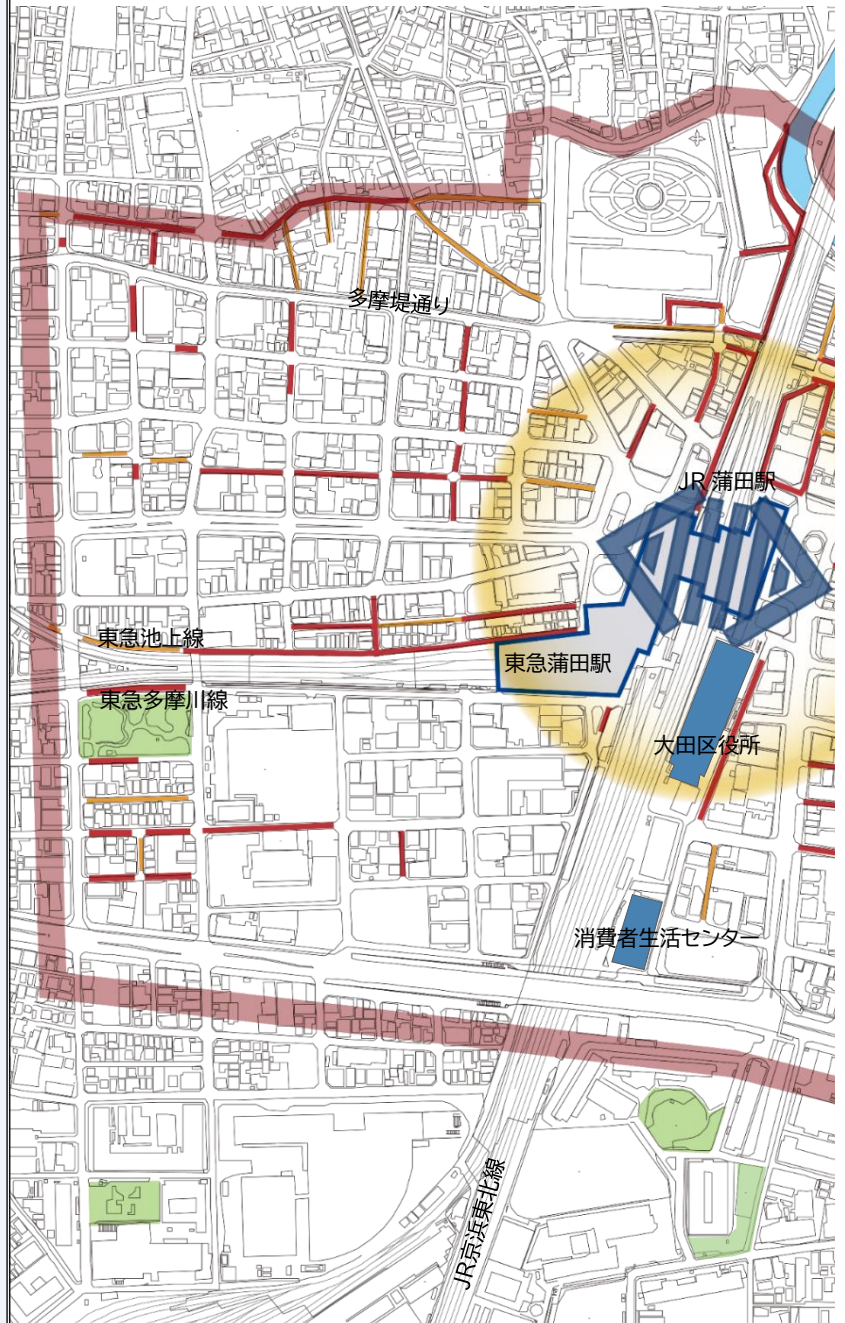 多摩堤通り
JR 蒲田駅
東急池上線
東急蒲田駅
東急多摩川線
大田区役所
消費者生活センター
JR京浜東北線